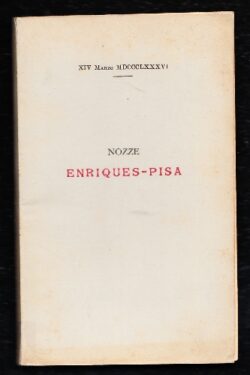 XIV Marzo MDCCCLXXXVI
NOZZE
ENRIQUES-PISA